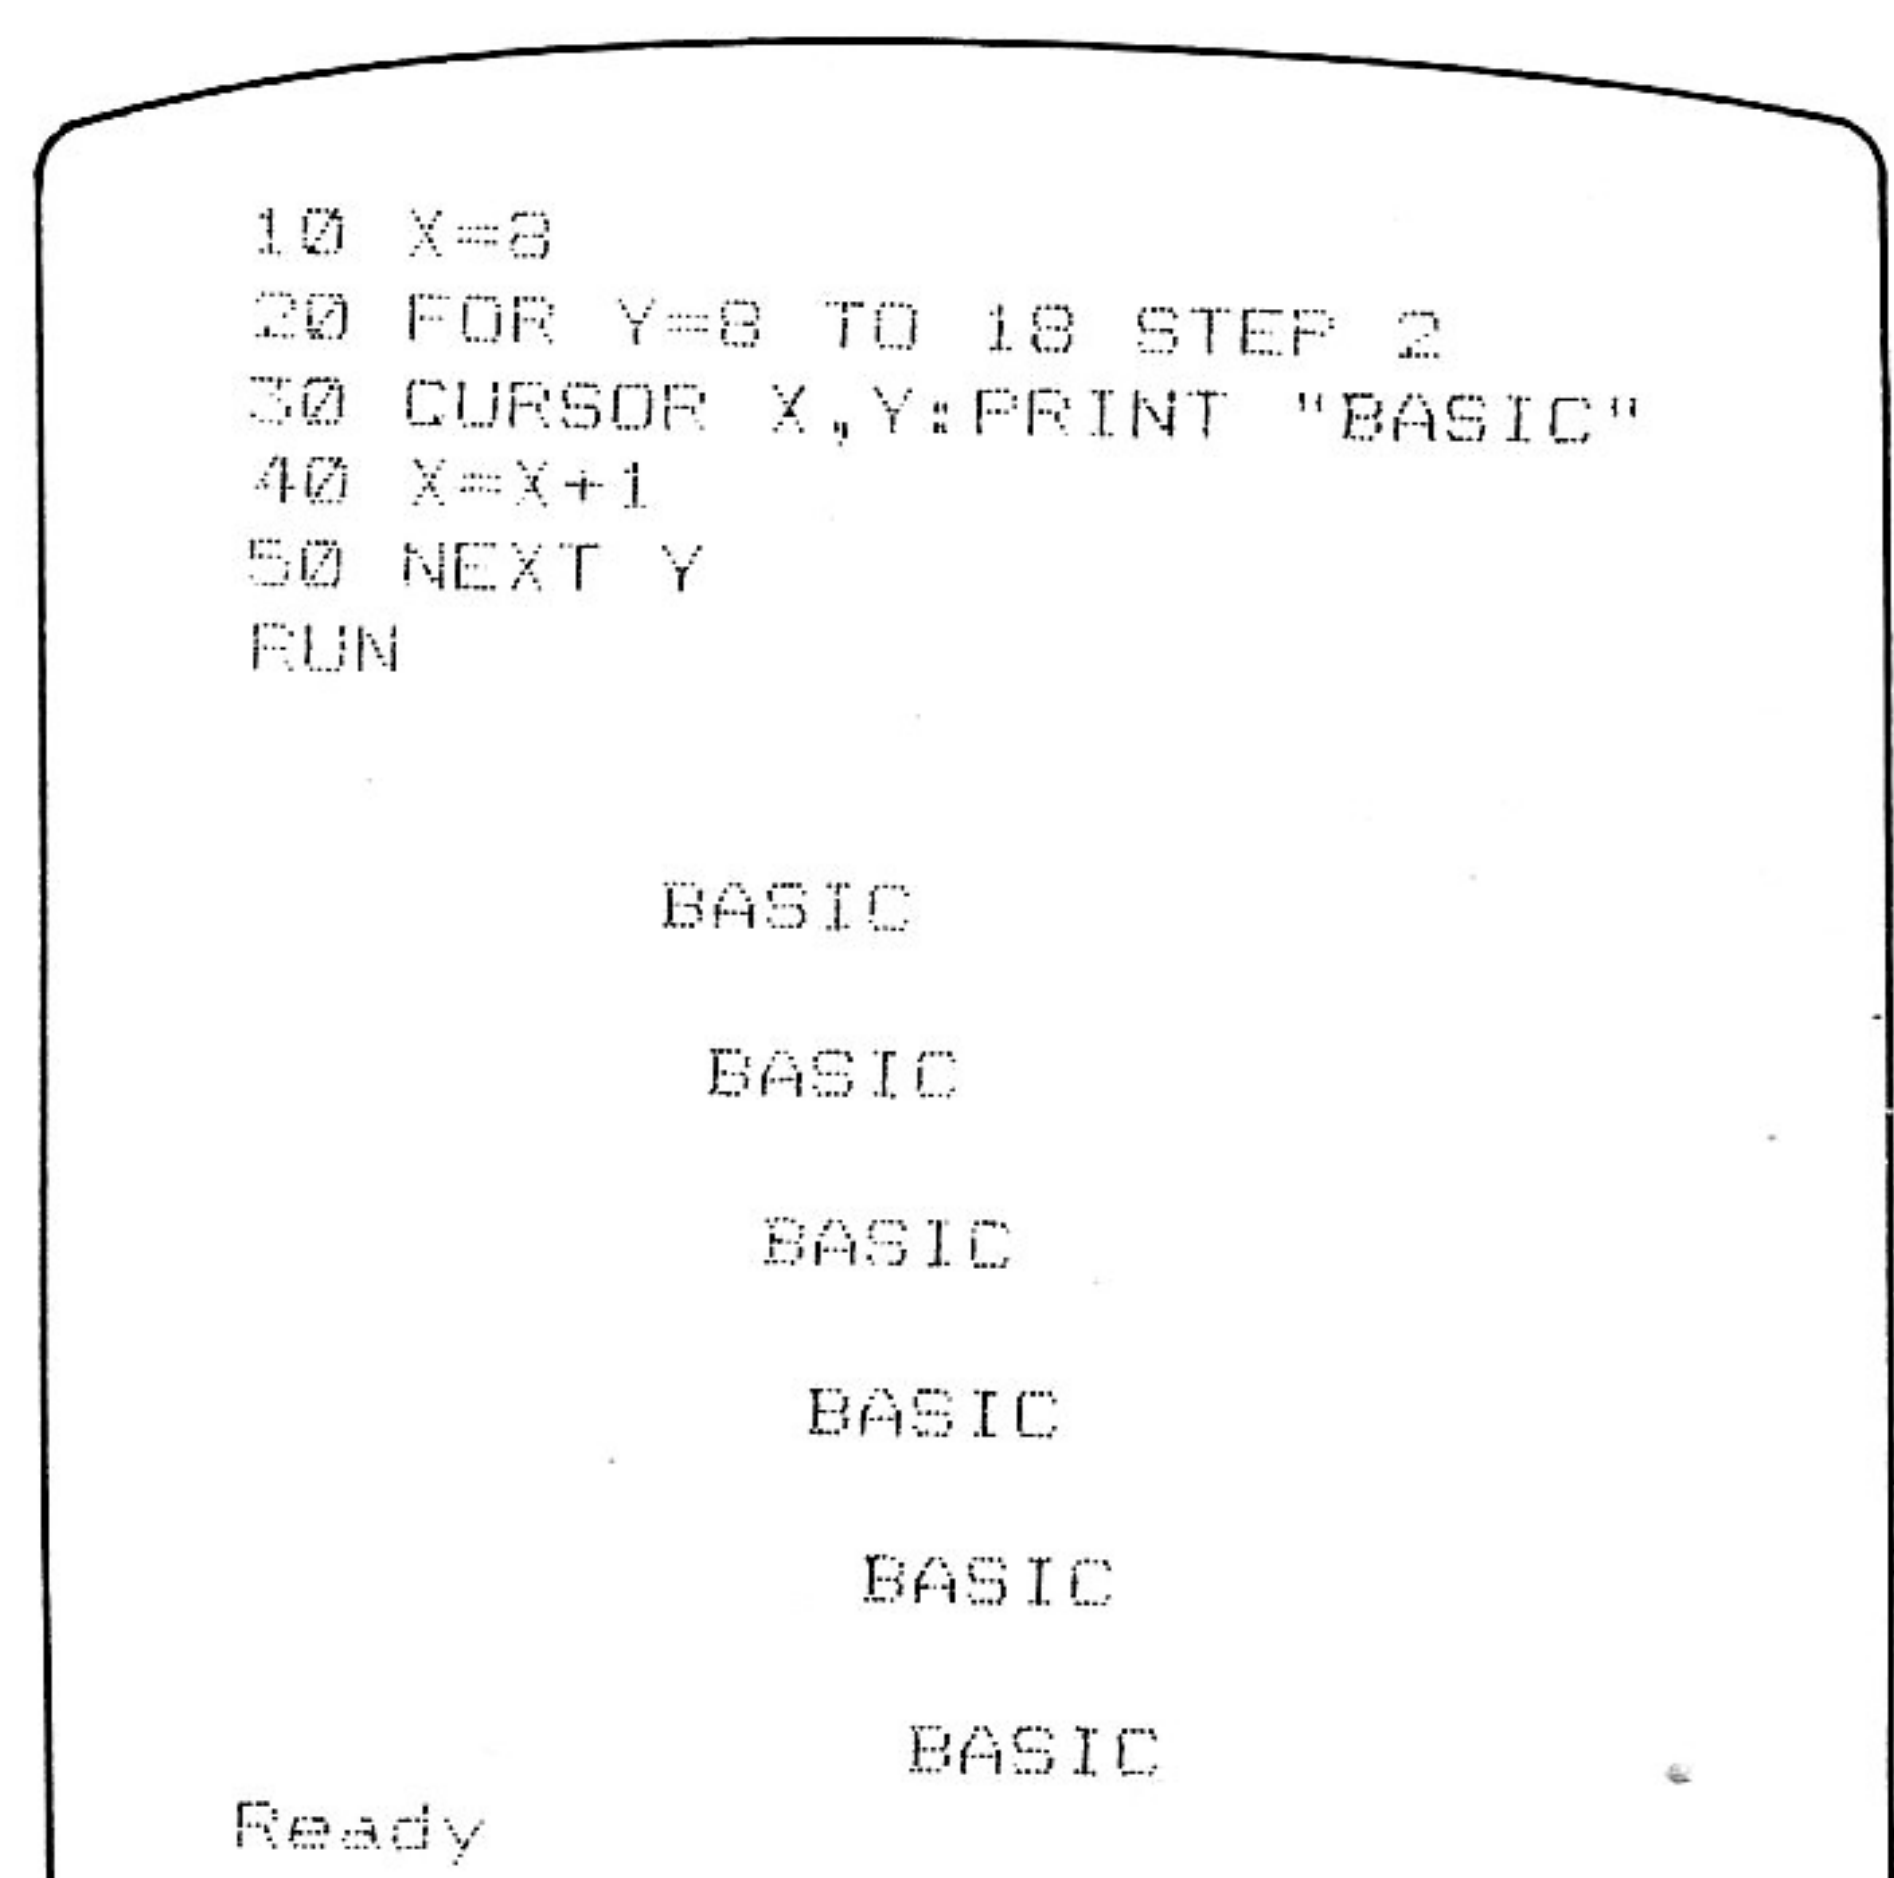 10 X=8
20 FOR Y=8 TO 18 STEP 2
30 CURSOR X,Y:PRINT "BASIC"
40 X=X+1
50 NEXT Y
RUN
BASIC
BASIC
BASIC
BASIC
BASIC
BASIC
Ready